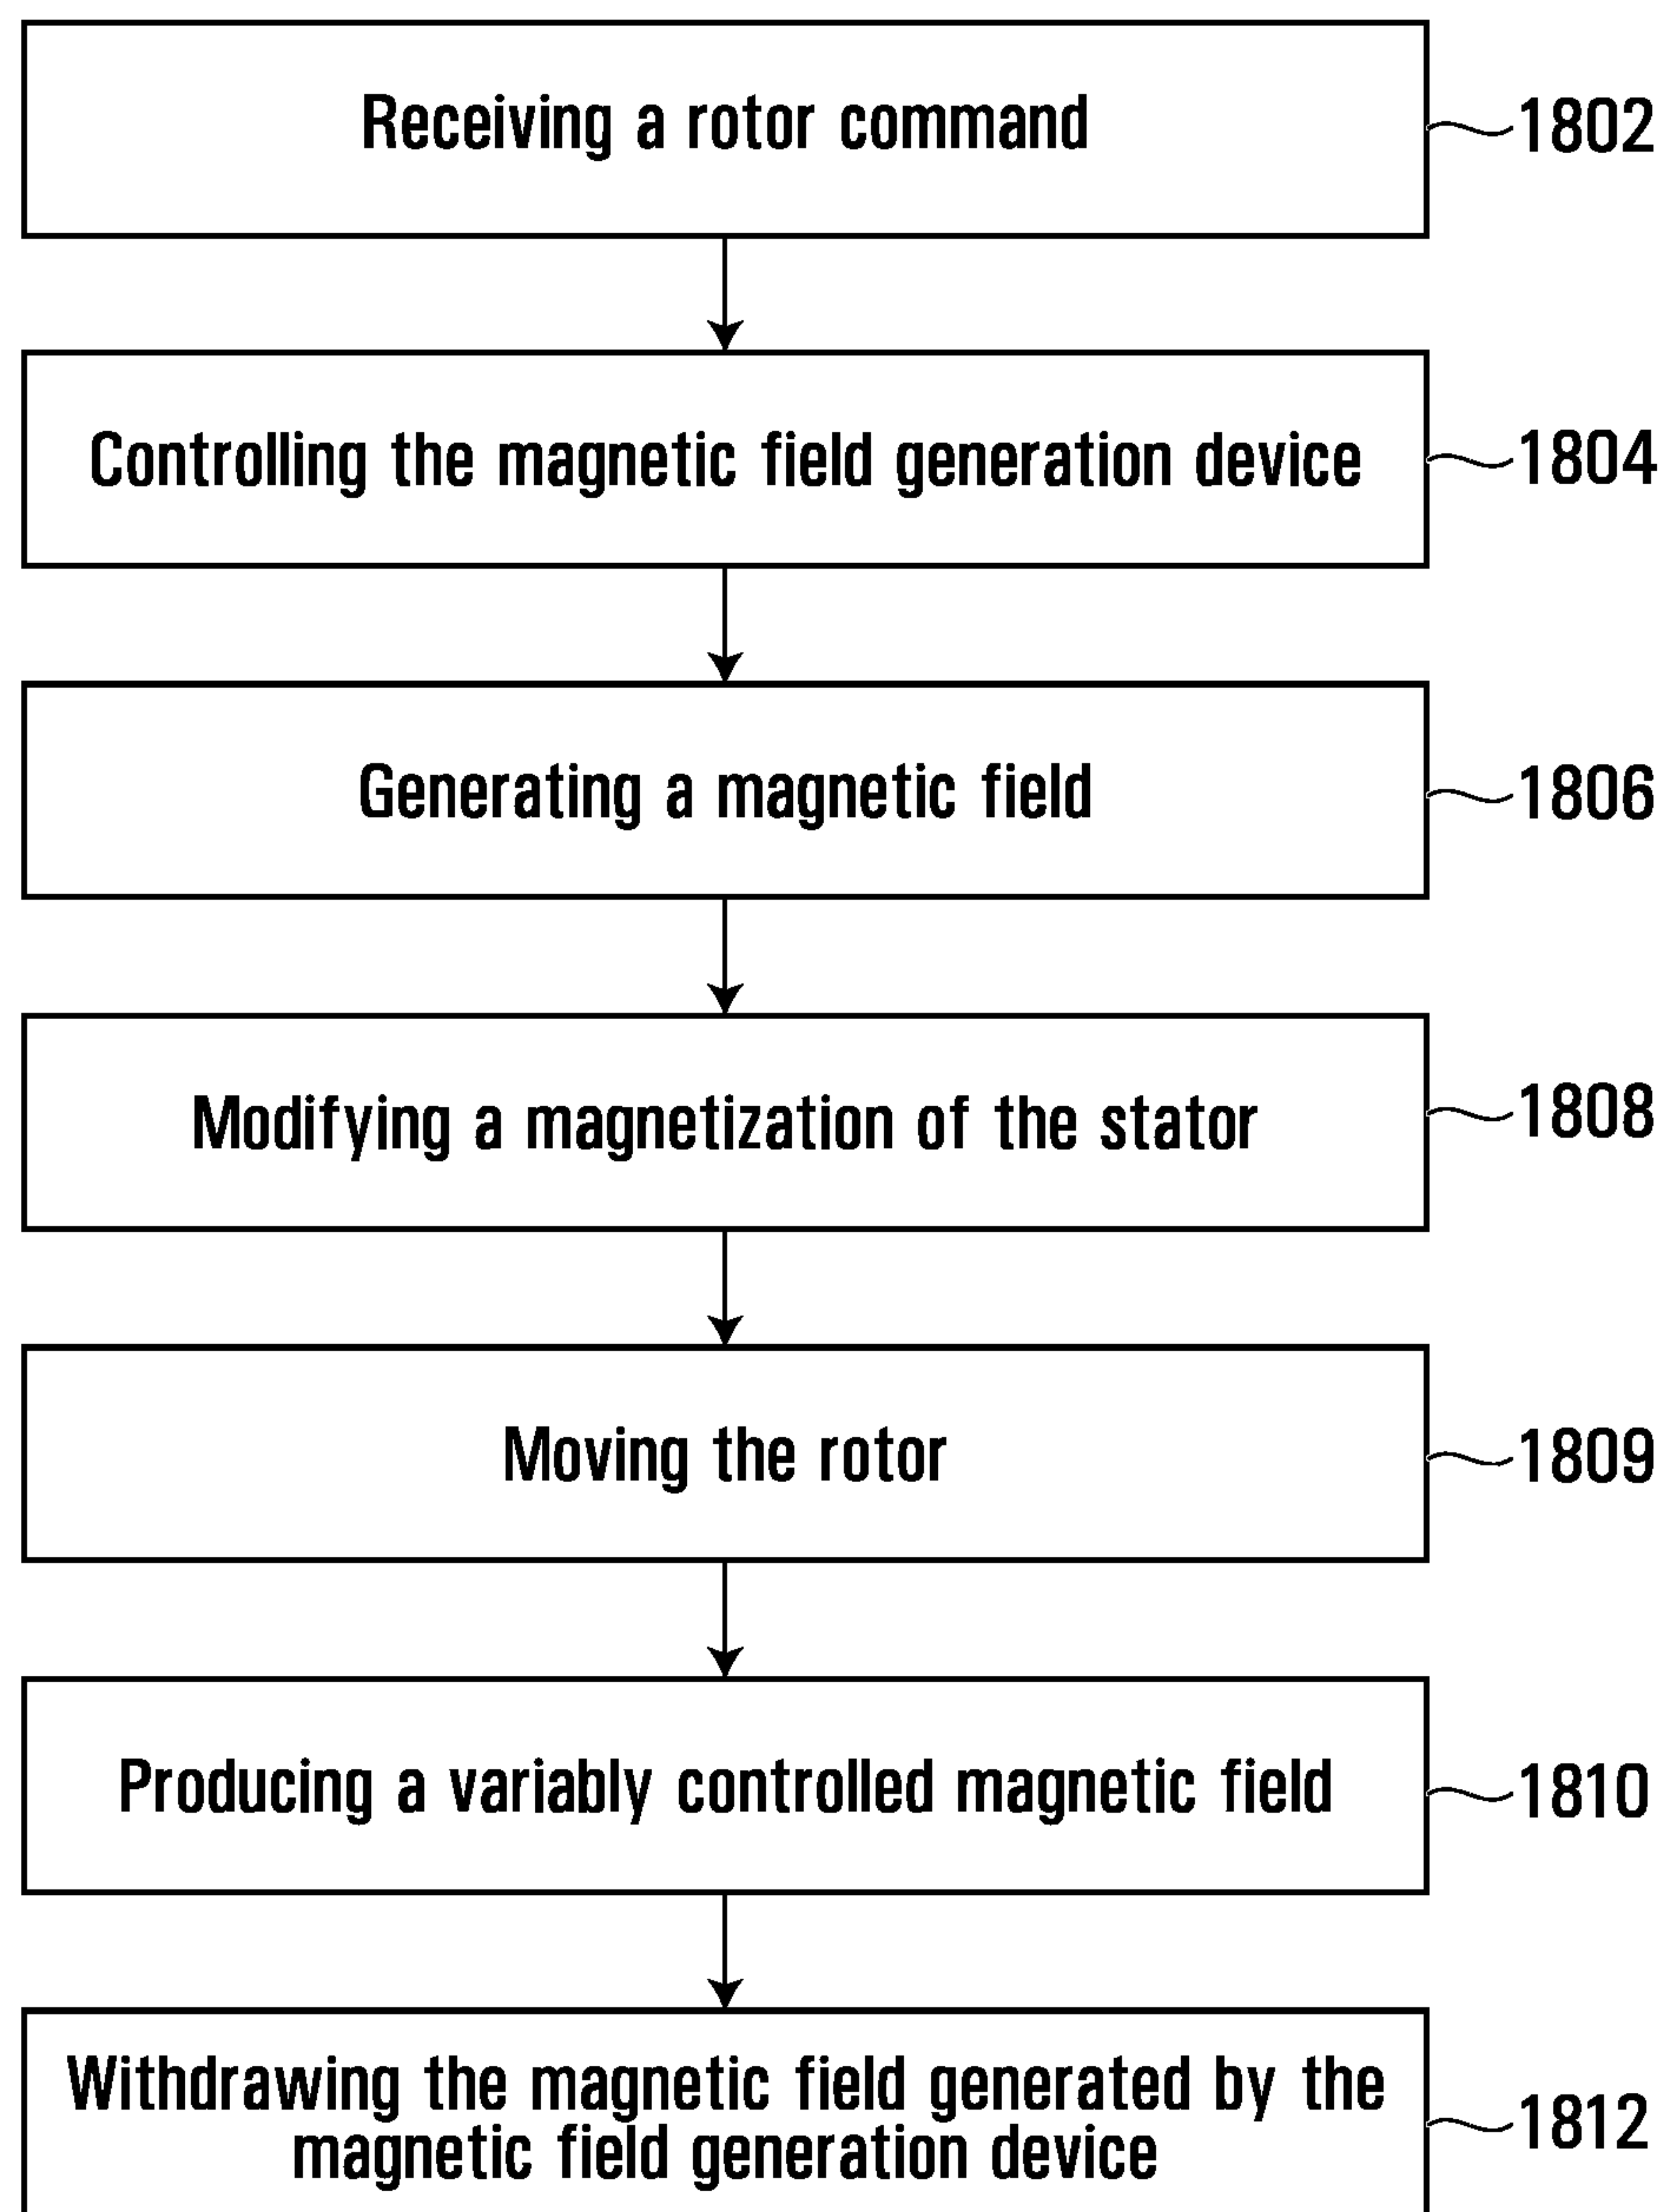 Receiving a rotor command
1802
Controlling the magnetic field generation device
1804
Generating a magnetic field
1806
Modifying a magnetization of the stator
1808
Moving the rotor
1809
Producing a variably controlled magnetic field
1810
Withdrawing the magnetic field generated by the
magnetic field generation device
1812